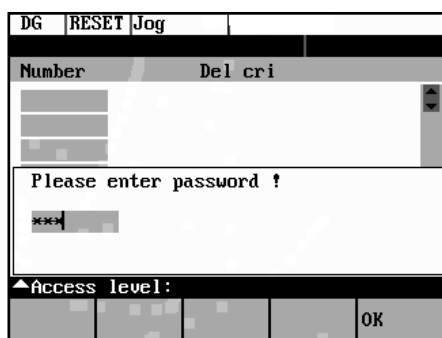 DG RESET Jog
Number Del cri
Please enter password !
***
Access level:
OK